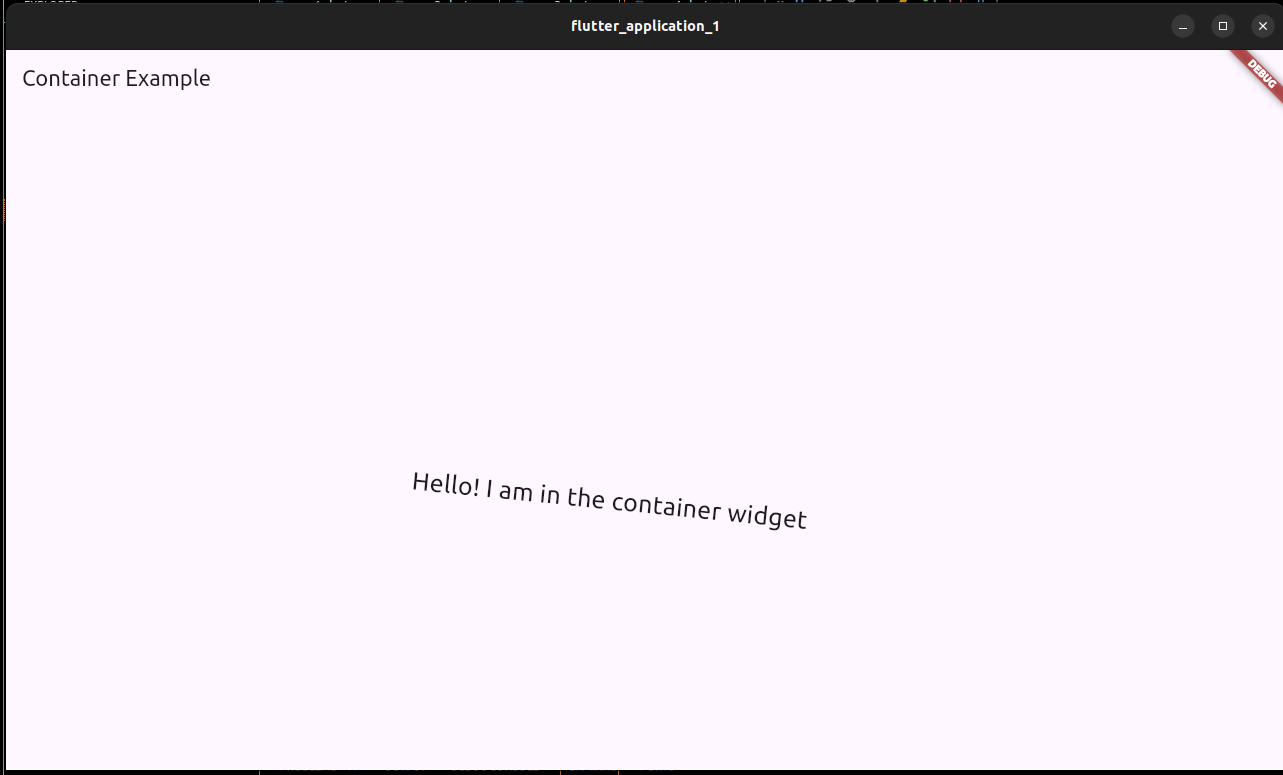 flutter_application_1
Container Example
DEBUG
Hello! I am in the container widget